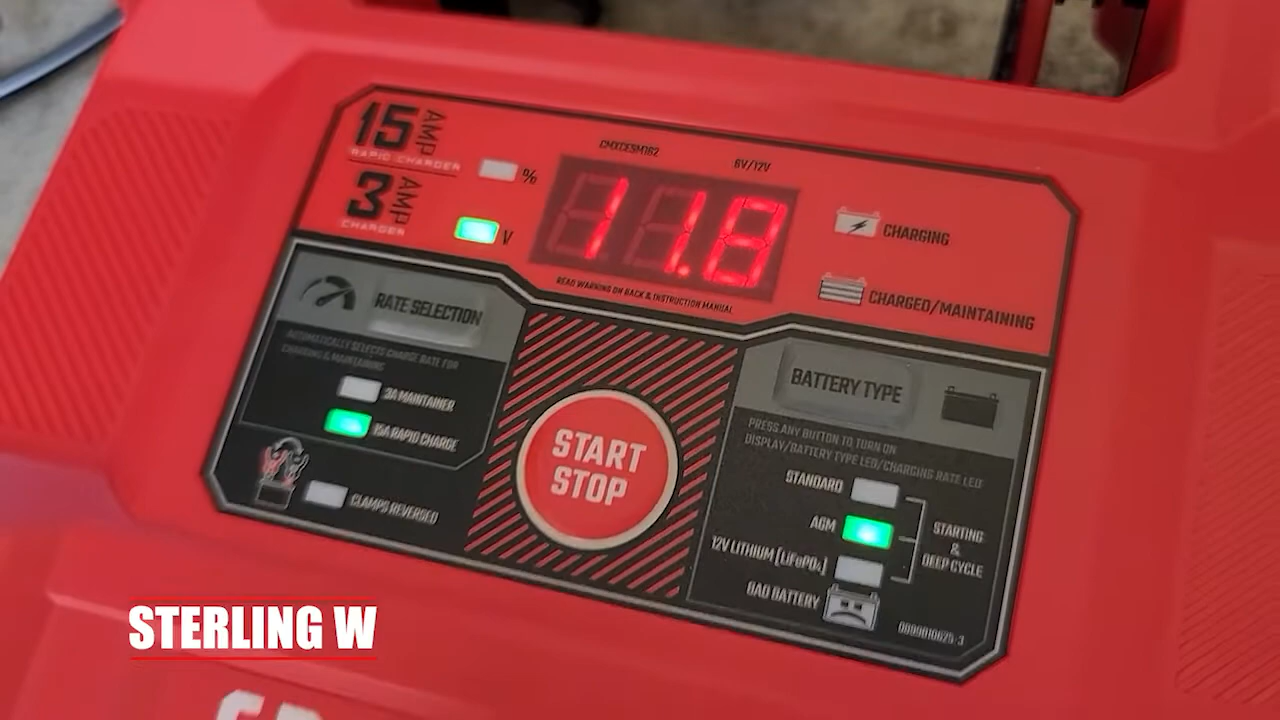 15 AMP
RAPID CHARGER
3 AMP
CHARGER
%
V
CMXCESM162
6V/12V
11.8
READ WARNING ON BACK & INSTRUCTION MANUAL
CHARGING
CHARGED/MAINTAINING
RATE SELECTION
AUTOMATICALLY SELECTS CHARGE RATE FOR
CHARGING & MAINTAINING
3A MAINTAINER
15A RAPID CHARGE
CLAMPS REVERSED
START
STOP
BATTERY TYPE
PRESS ANY BUTTON TO TURN ON
DISPLAY/BATTERY TYPE LED/CHARGING RATE LED
STANDARD
AGM
12V LITHIUM [LiFePO₄]
BAD BATTERY
STARTING
&
DEEP CYCLE
0899010625-3
STERLING W